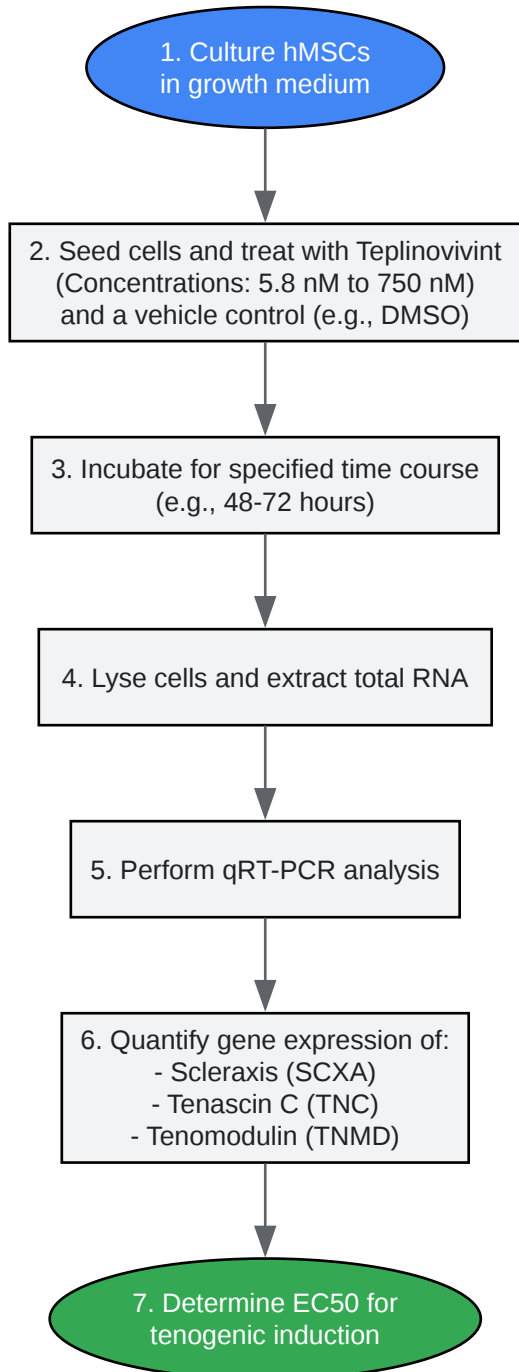 1. Culture hMSCs
in growth medium
2. Seed cells and treat with Teplinovivint
(Concentrations: 5.8 nM to 750 nM)
and a vehicle control (e.g., DMSO)
3. Incubate for specified time course
(e.g., 48-72 hours)
4. Lyse cells and extract total RNA
5. Perform qRT-PCR analysis
6. Quantify gene expression of:
- Scleraxis (SCXA)
- Tenascin C (TNC)
- Tenomodulin (TNMD)
7. Determine EC50 for
tenogenic induction